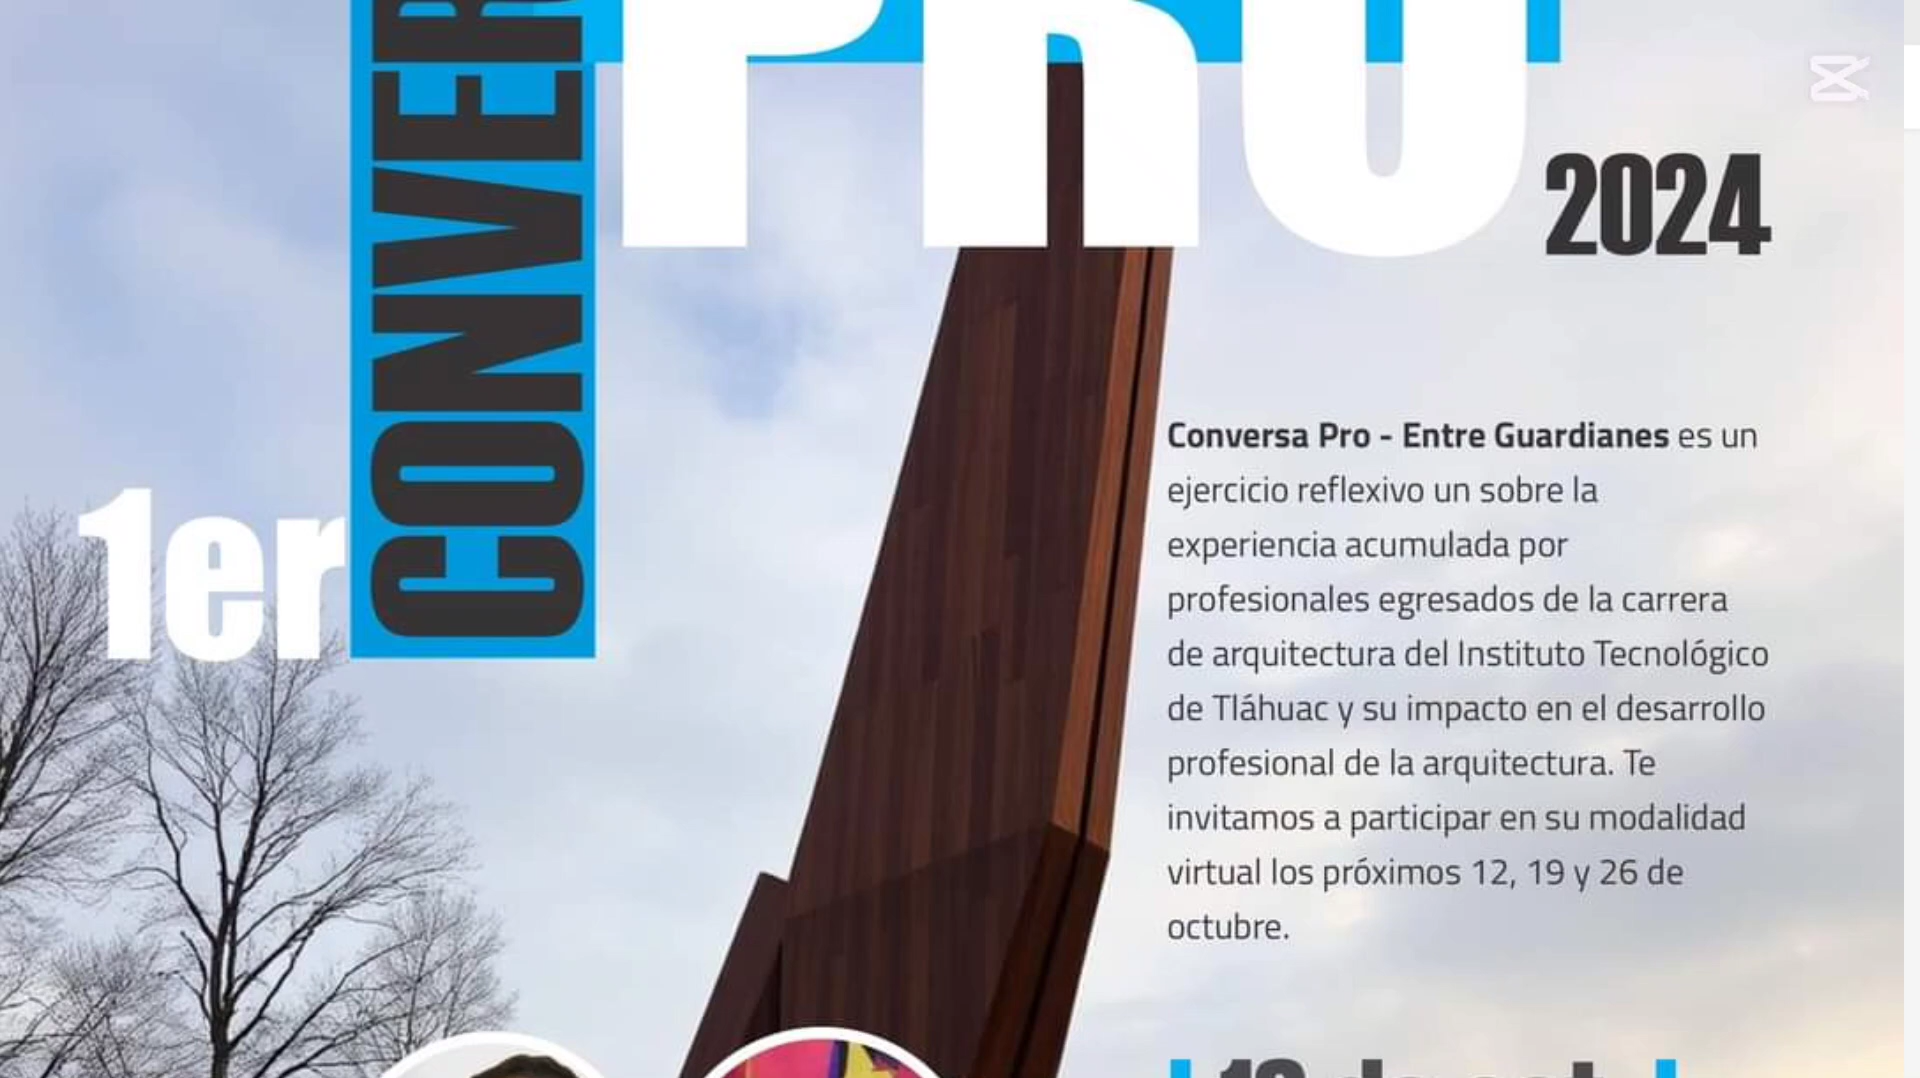 1er
CONVER
PRO
2024
Conversa Pro - Entre Guardianes es un
ejercicio reflexivo un sobre la
experiencia acumulada por
profesionales egresados de la carrera
de arquitectura del Instituto Tecnológico
de Tláhuac y su impacto en el desarrollo
profesional de la arquitectura. Te
invitamos a participar en su modalidad
virtual los próximos 12, 19 y 26 de
octubre.